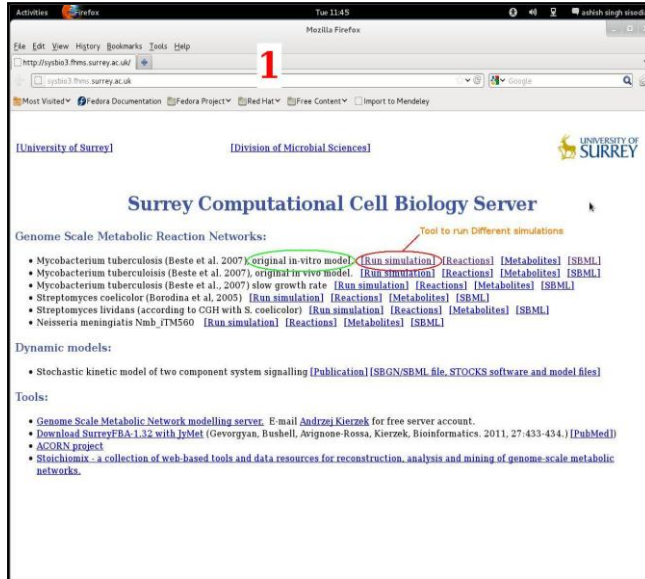 Activities Firefox Tue 11:45 ashish singh sisodi
Mozilla Firefox
File Edit View History Bookmarks Tools Help
http://sysbio3.fhms.surrey.ac.uk/
sysbio3.fhms.surrey.ac.uk Google
1
Most Visited Fedora Documentation Fedora Project Red Hat Free Content Import to Mendeley
[University of Surrey] [Division of Microbial Sciences] UNIVERSITY OF SURREY
Surrey Computational Cell Biology Server
Tool to run Different simulations
Genome Scale Metabolic Reaction Networks:
• Mycobacterium tuberculosis (Beste et al. 2007), original in-vitro model. [Run simulation] [Reactions] [Metabolites] [SBML]
• Mycobacterium tuberculoisis (Beste et al. 2007), original in vivo model. [Run simulation] [Reactions] [Metabolites] [SBML]
• Mycobacterium tuberculosis (Beste et al., 2007) slow growth rate [Run simulation] [Reactions] [Metabolites] [SBML]
• Streptomyces coelicolor (Borodina et al, 2005) [Run simulation] [Reactions] [Metabolites] [SBML]
• Streptomyces lividans (according to CGH with S. coelicolor) [Run simulation] [Reactions] [Metabolites] [SBML]
• Neisseria meningiatis Nmb_iTM560 [Run simulation] [Reactions] [Metabolites] [SBML]
Dynamic models:
• Stochastic kinetic model of two component system signalling [Publication] [SBGN/SBML file, STOCKS software and model files]
Tools:
• Genome Scale Metabolic Network modelling server. E-mail Andrzej Kierzek for free server account.
• Download SurreyFBA-1.32 with JyMet (Gevorgyan, Bushell, Avignone-Rossa, Kierzek, Bioinformatics. 2011, 27:433-434.) [PubMed])
• ACORN project
• Stoichiomix - a collection of web-based tools and data resources for reconstruction, analysis and mining of genome-scale metabolic
networks.